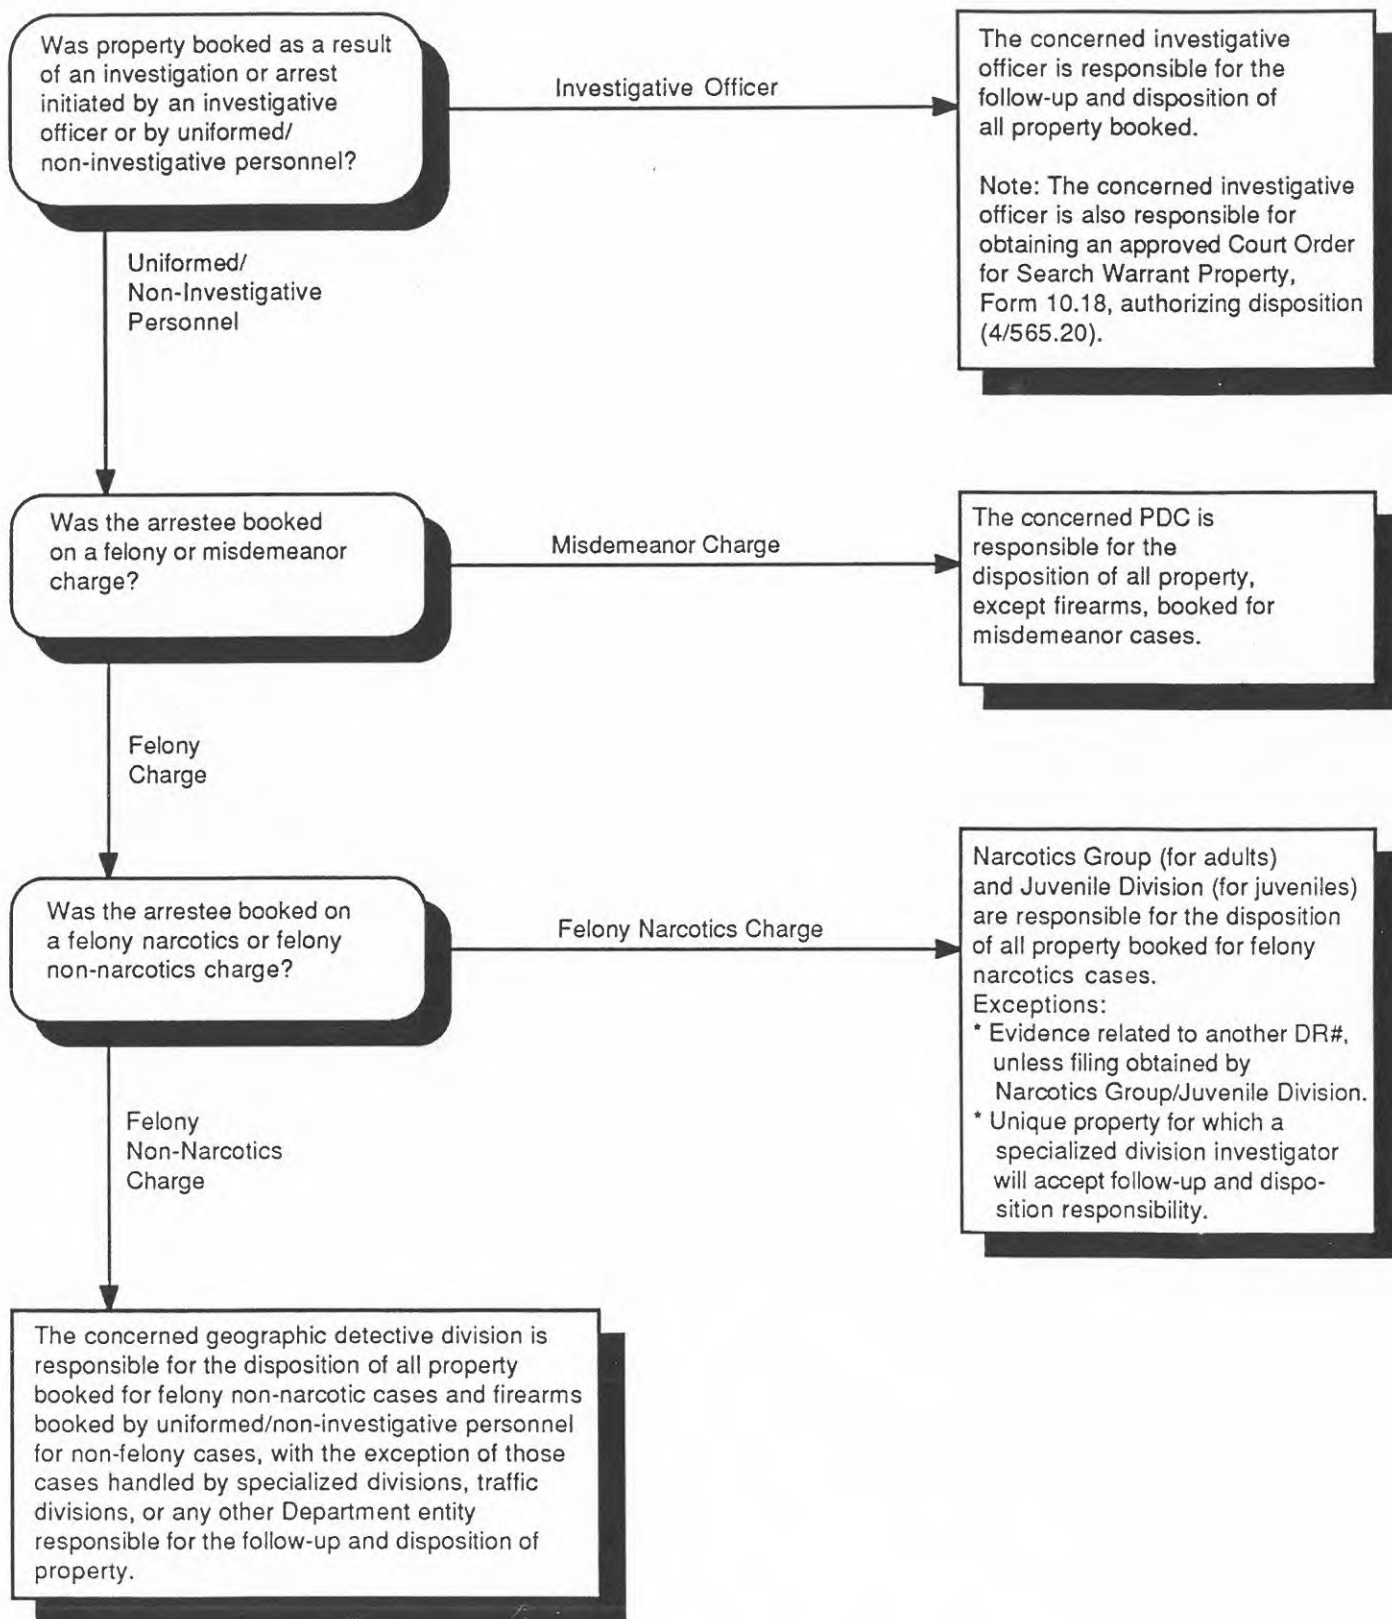 Was property booked as a result
of an investigation or arrest
initiated by an investigative
officer or by uniformed/
non-investigative personnel?
Investigative Officer
The concerned investigative
officer is responsible for the
follow-up and disposition of
all property booked.
Note: The concerned investigative
officer is also responsible for
obtaining an approved Court Order
for Search Warrant Property,
Form 10.18, authorizing disposition
(4/565.20).
Uniformed/
Non-Investigative
Personnel
Was the arrestee booked
on a felony or misdemeanor
charge?
Misdemeanor Charge
The concerned PDC is
responsible for the
disposition of all property,
except firearms, booked for
misdemeanor cases.
Felony
Charge
Was the arrestee booked on
a felony narcotics or felony
non-narcotics charge?
Felony Narcotics Charge
Narcotics Group (for adults)
and Juvenile Division (for juveniles)
are responsible for the disposition
of all property booked for felony
narcotics cases.
Exceptions:
* Evidence related to another DR#,
unless filing obtained by
Narcotics Group/Juvenile Division.
* Unique property for which a
specialized division investigator
will accept follow-up and dispo-
sition responsibility.
Felony
Non-Narcotics
Charge
The concerned geographic detective division is
responsible for the disposition of all property
booked for felony non-narcotic cases and firearms
booked by uniformed/non-investigative personnel
for non-felony cases, with the exception of those
cases handled by specialized divisions, traffic
divisions, or any other Department entity
responsible for the follow-up and disposition of
property.